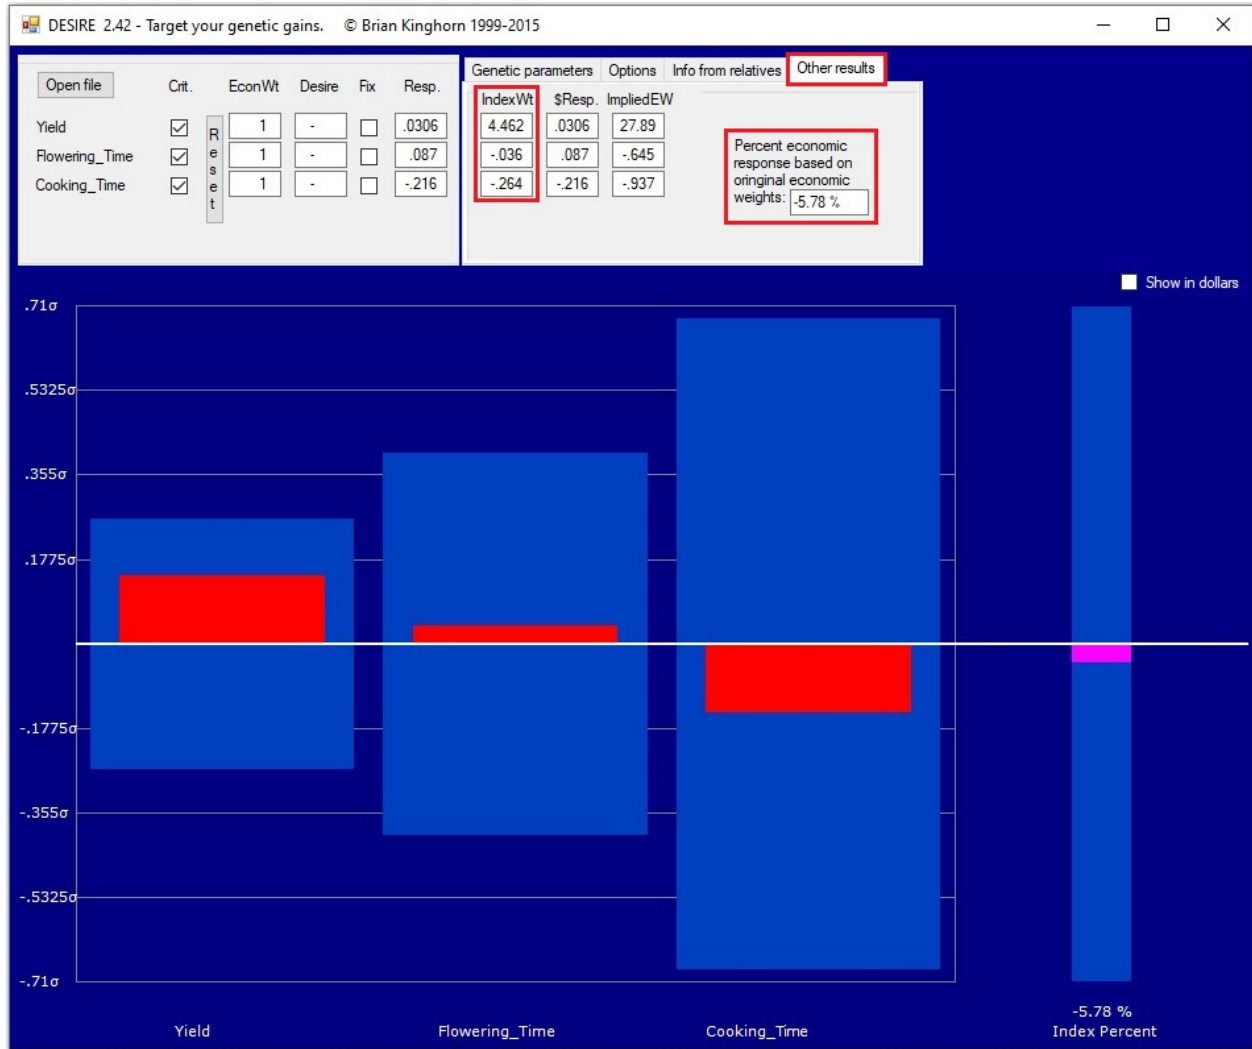 DESIRE 2.42 - Target your genetic gains. © Brian Kinghorn 1999-2015
Open file Crit. EconWt Desire Fix Resp.
Yield 1 - .0306
Flowering_Time 1 - .087
Cooking_Time 1 - -.216
Reset
Genetic parameters Options Info from relatives Other results
IndexWt $Resp. ImpliedEW
4.462 .0306 27.89
-.036 .087 -.645
-.264 -.216 -.937
Percent economic
response based on
oringinal economic
weights: -5.78 %
Show in dollars
.71σ
.5325σ
.355σ
.1775σ
-.1775σ
-.355σ
-.5325σ
-.71σ
-5.78 %
Yield Flowering_Time Cooking_Time Index Percent